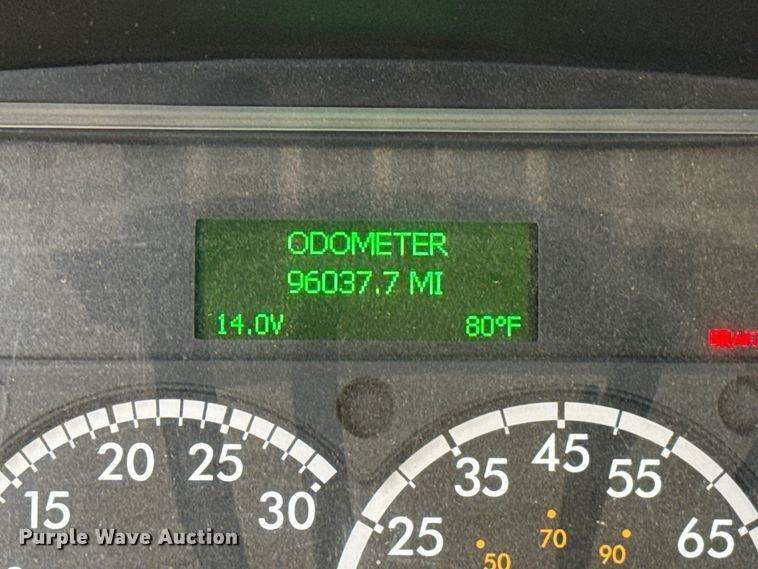 ODOMETER
96037.7 MI
14.0V 80°F
15 20 25 30
25 35 45 55 65
50 70 90
Purple Wave Auction